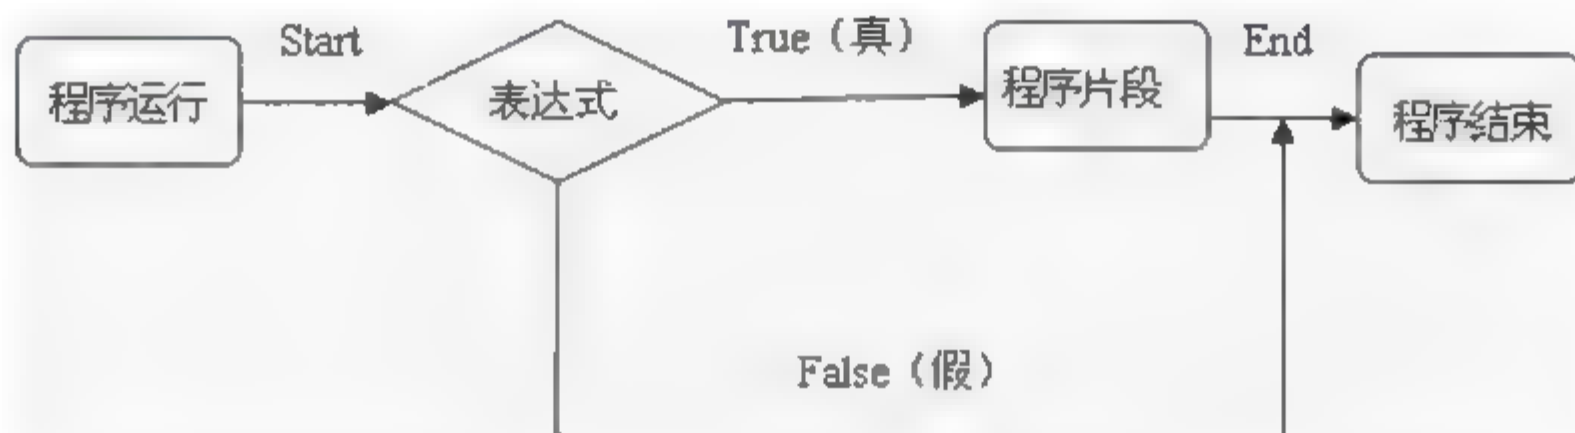 Start
True（真）
End
程序运行
表达式
程序片段
程序结束
False（假）